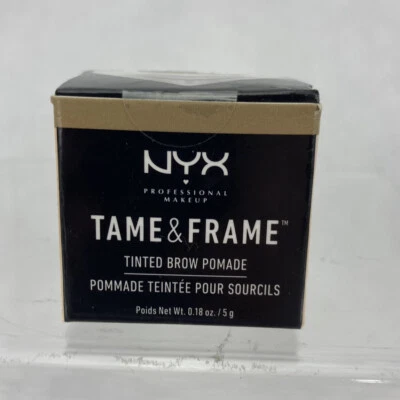 NYX
PROFESSIONAL
MAKEUP
TAME & FRAME™
TINTED BROW POMADE
POMMADE TEINTÉE POUR SOURCILS
Poids Net Wt. 0.18 oz. / 5 g